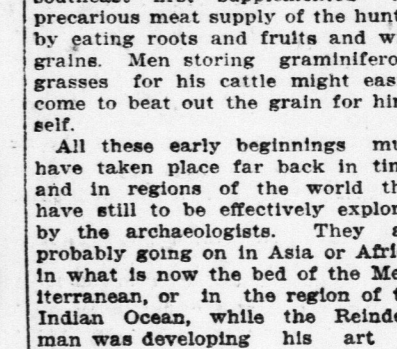 precarious meat supply of the hunt
by eating roots and fruits and w
grains. Men storing graminifero
grasses for his cattle might eas
come to beat out the grain for hi
self.
All these early beginnings mu
have taken place far back in tim
and in regions of the world th
have still to be effectively explor
by the archaeologists. They a
probably going on in Asia or Afri
in what is now the bed of the Me
iterranean, or in the region of t
Indian Ocean, while the Reinde
man was developing his art